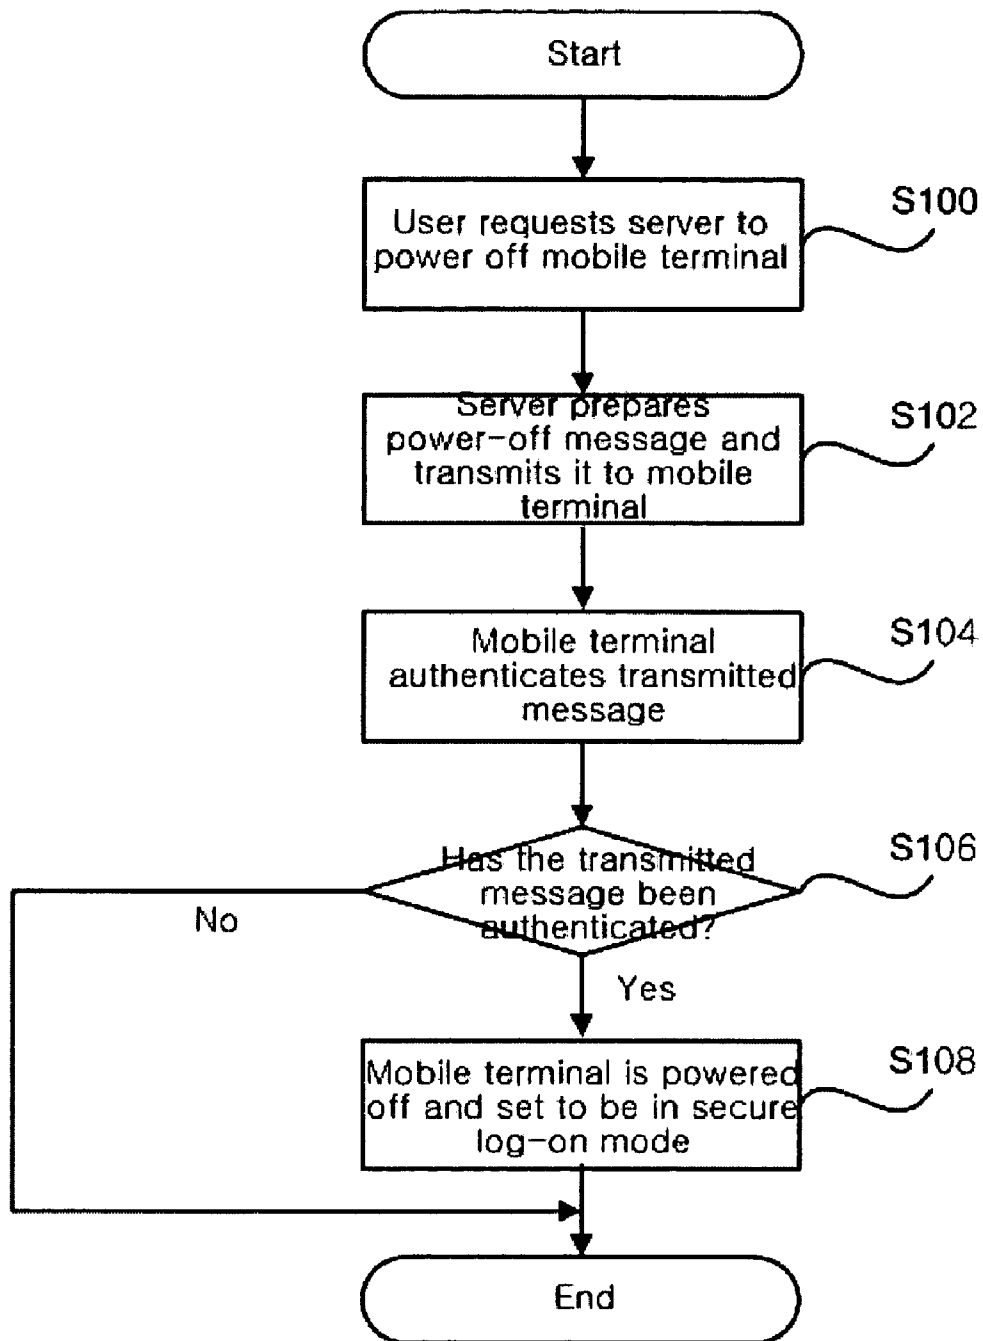 Start
User requests server to
power off mobile terminal
S100
Server prepares
power-off message and
transmits it to mobile
terminal
S102
Mobile terminal
authenticates transmitted
message
S104
Has the transmitted
message been
authenticated?
S106
No
Yes
Mobile terminal is powered
off and set to be in secure
log-on mode
S108
End